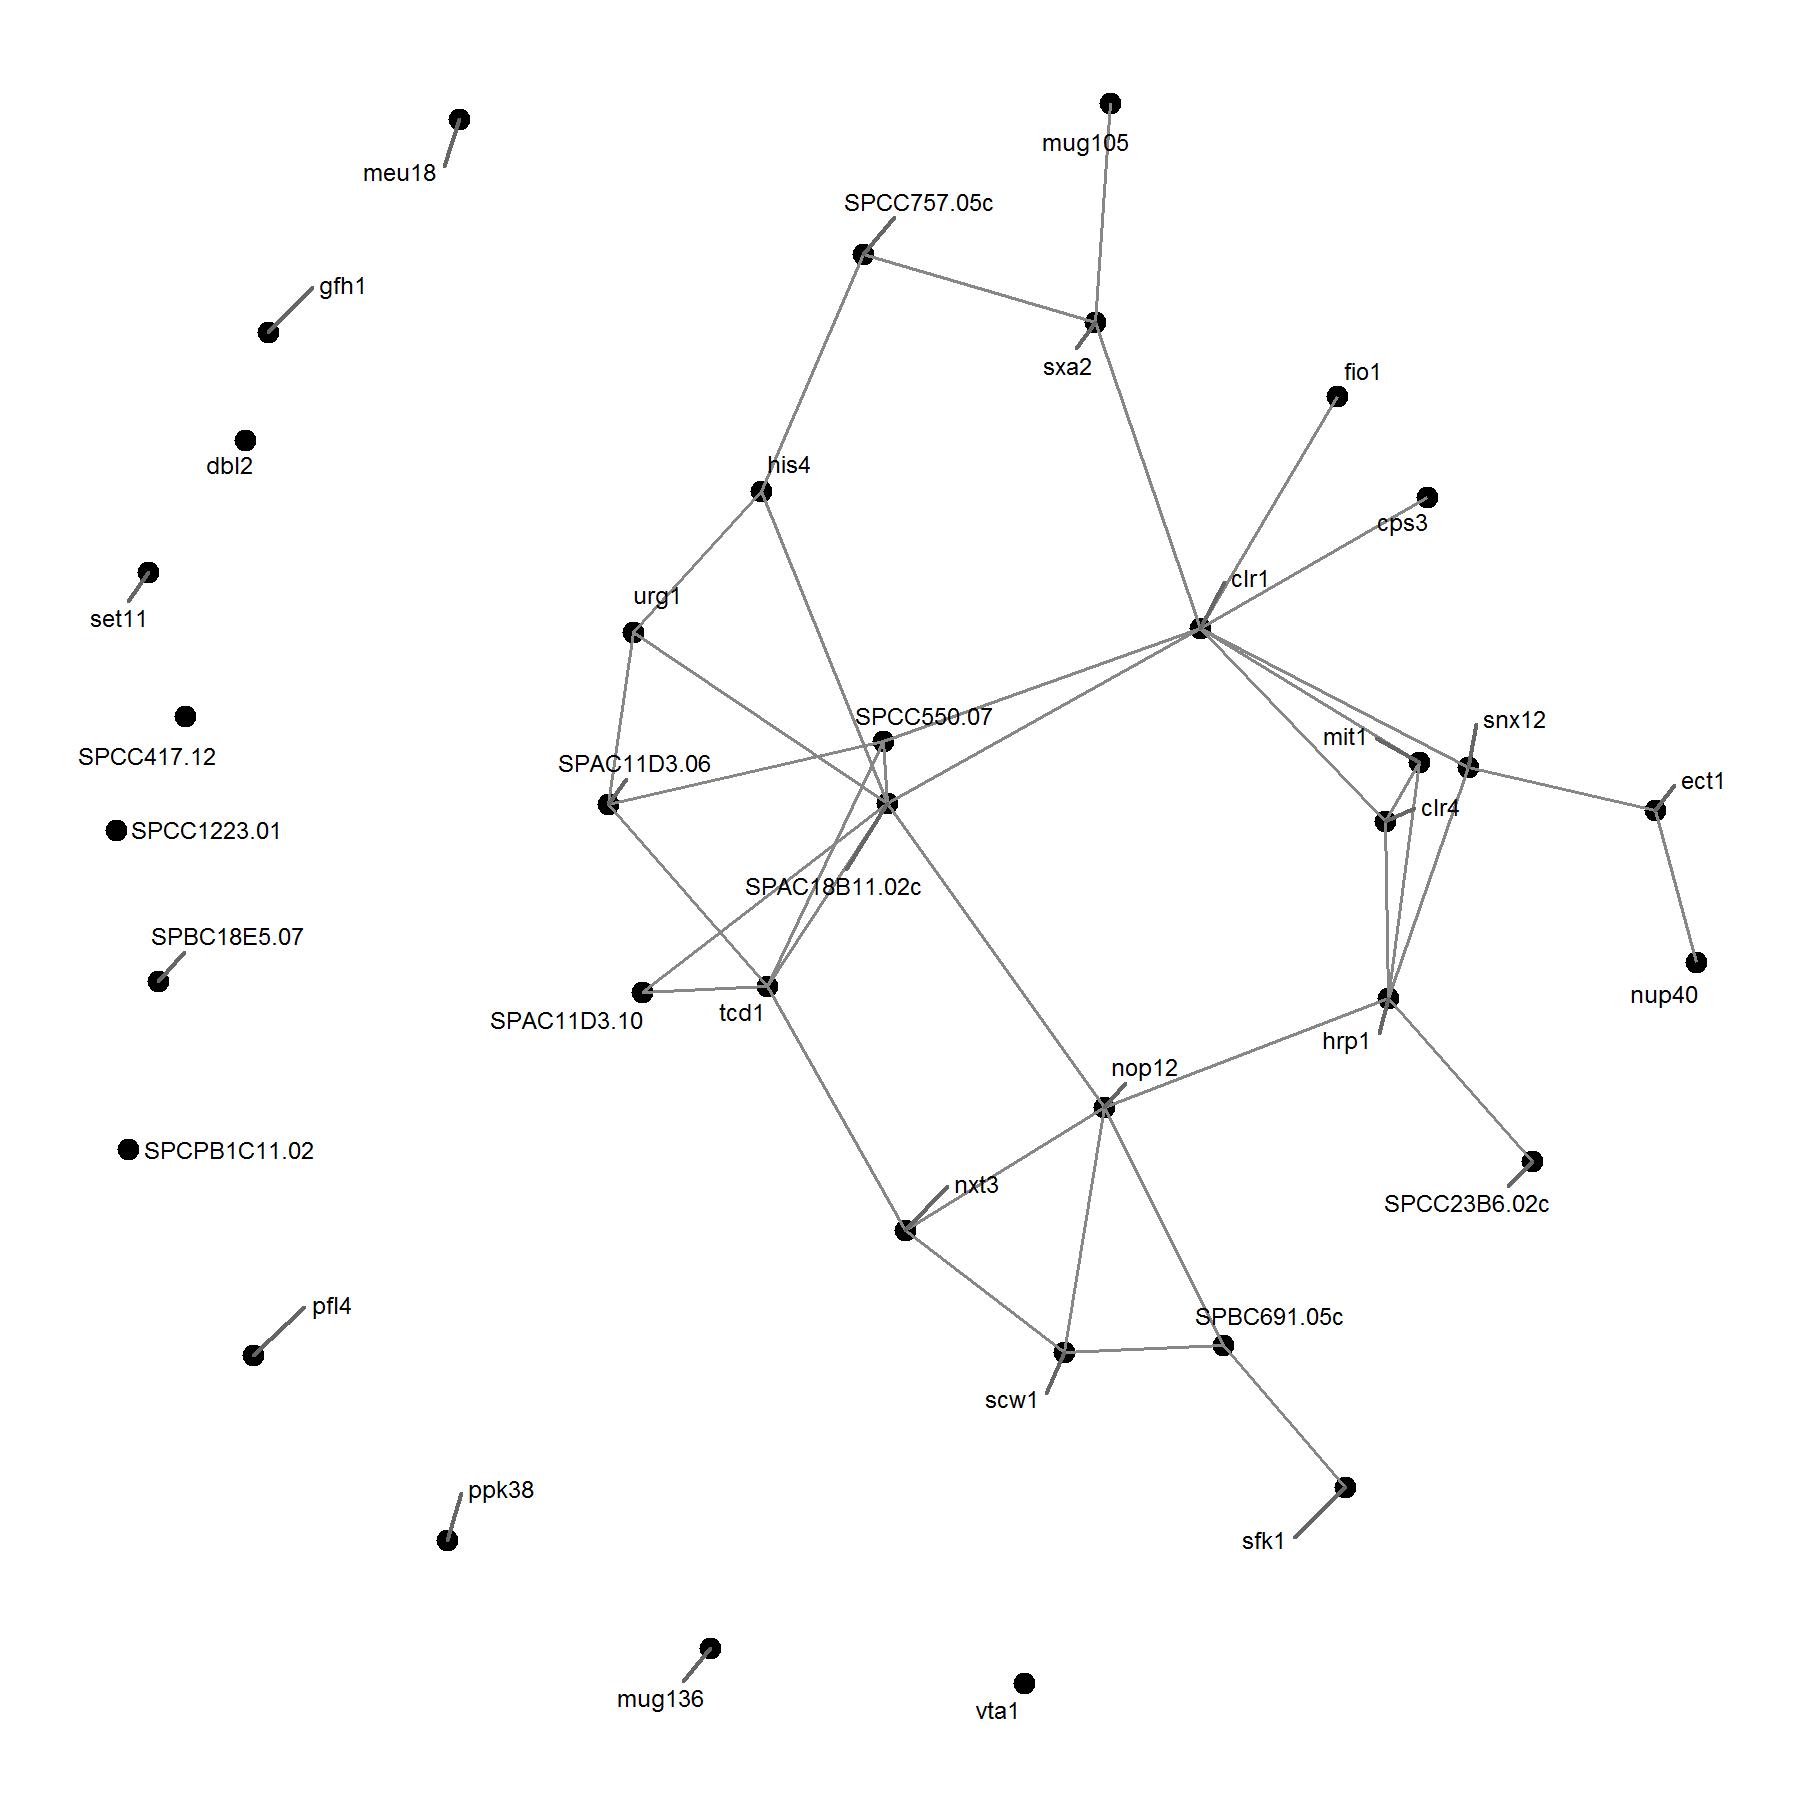 mug105
meu18
SPCC757.05c
gfh1
sxa2
fio1
dbl2
his4
cps3
clr1
urg1
set11
SPCC550.07
snx12
mit1
SPCC417.12
SPAC11D3.06
ect1
clr4
SPCC1223.01
SPAC18B11.02c
SPBC18E5.07
nup40
tcd1
SPAC11D3.10
hrp1
nop12
SPCPB1C11.02
nxt3
SPCC23B6.02c
pfl4
SPBC691.05c
scw1
ppk38
sfk1
mug136
vta1